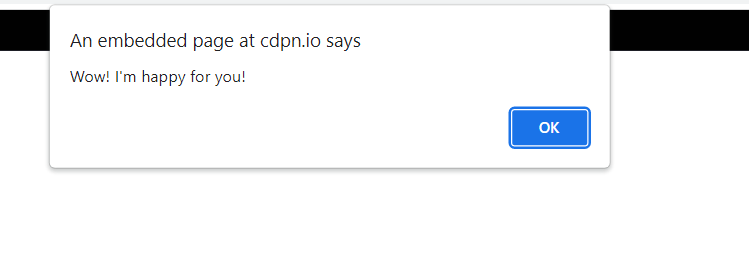 An embedded page at cdpn.io says
Wow! I'm happy for you!
OK